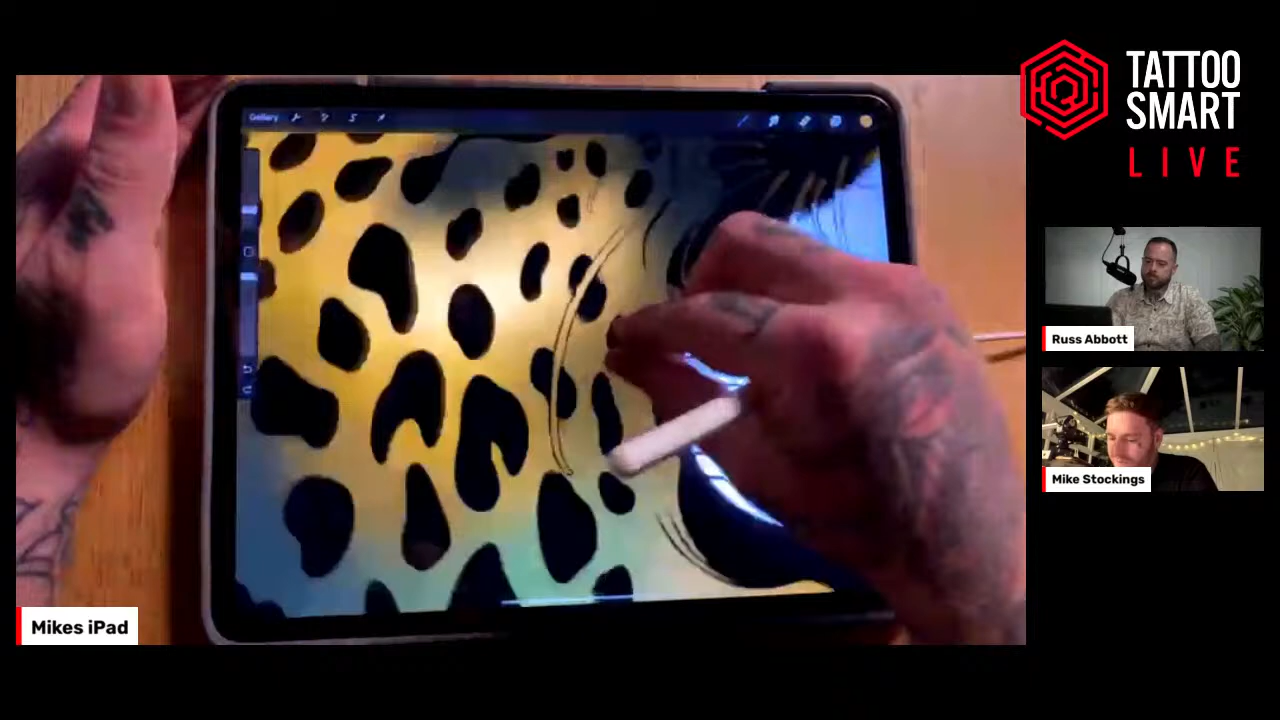 TATTOO
SMART
LIVE
Gallery
Russ Abbott
Mike Stockings
Mikes iPad